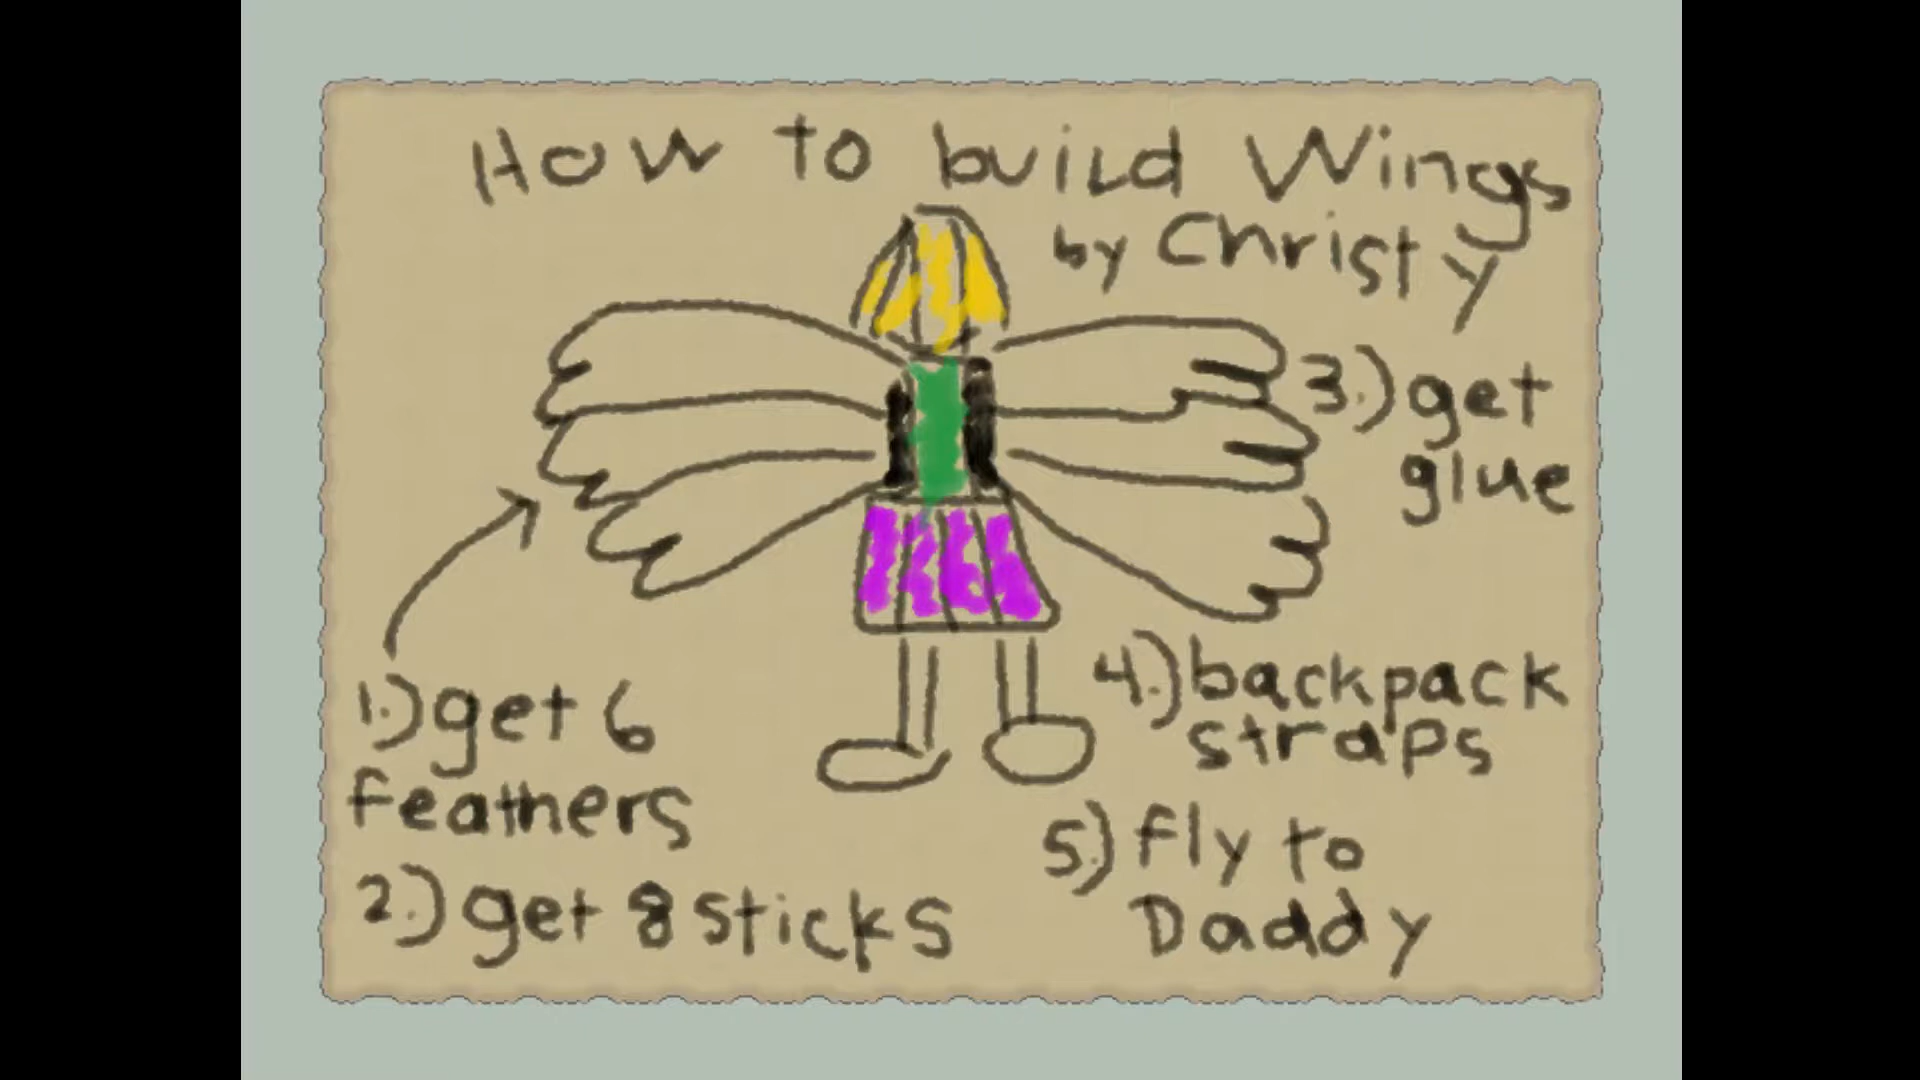 How to build Wings
by Christy
1.) get 6
feathers
2.) get 8 sticks
3.) get
glue
4.) backpack
straps
5.) fly to
Daddy